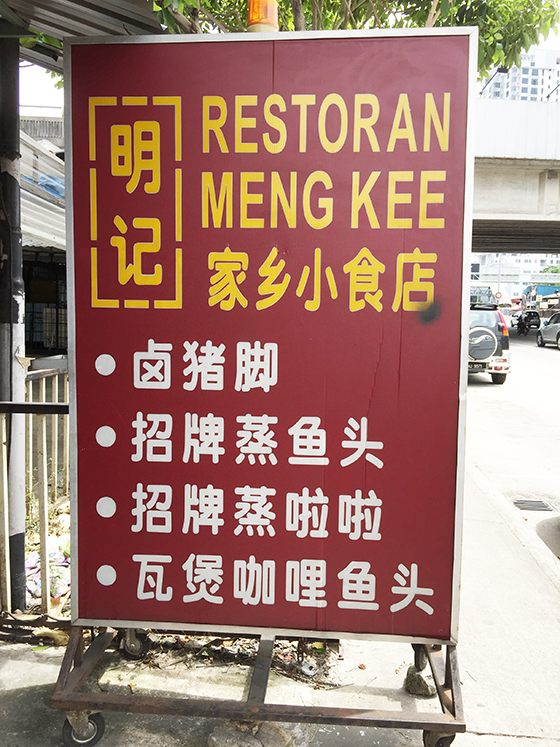 明记
RESTORAN
MENG KEE
家乡小食店
● 卤猪脚
● 招牌蒸鱼头
● 招牌蒸啦啦
● 瓦煲咖哩鱼头